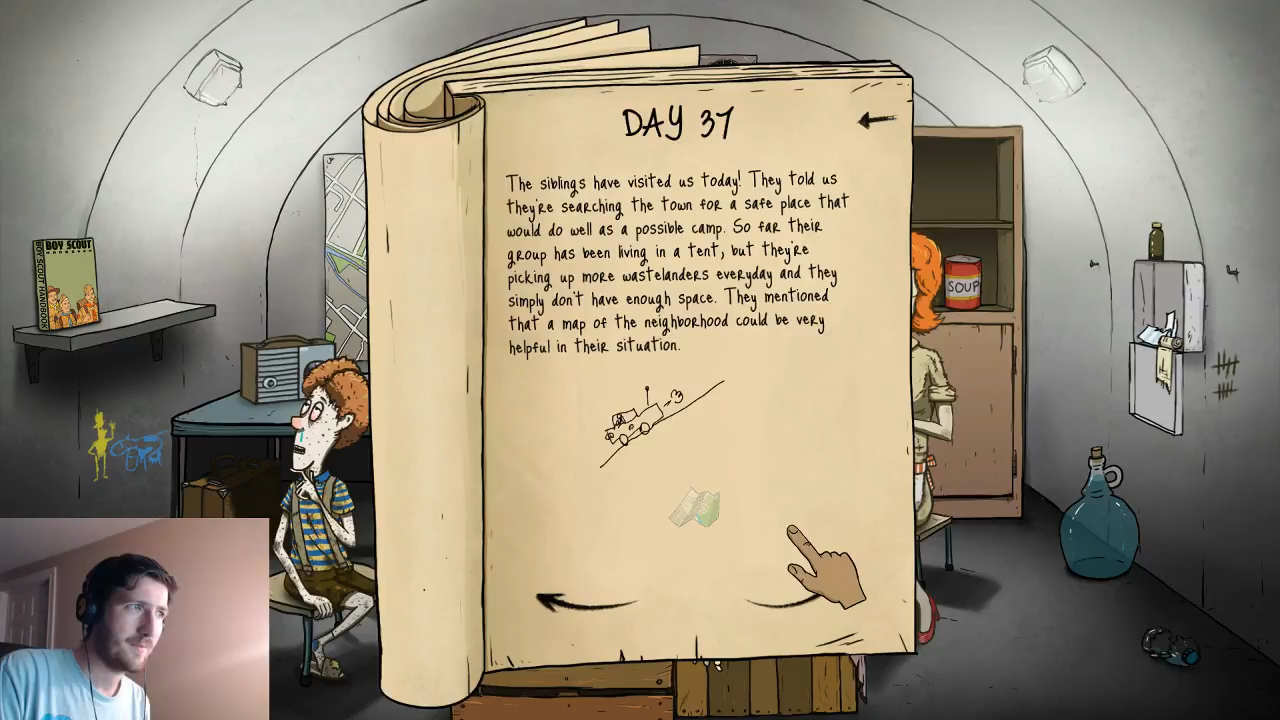 DAY 37
The siblings have visited us today! They told us
they're searching the town for a safe place that
would do well as a possible camp. So far their
group has been living in a tent, but they're
picking up more wastelanders everyday and they
simply don't have enough space. They mentioned
that a map of the neighborhood could be very
helpful in their situation.
BOY SCOUT
HANDBOOK
BOY SCOUT HANDBOOK
SOUP